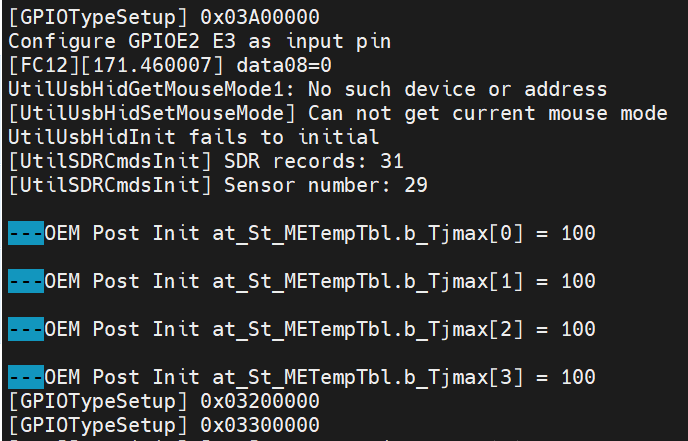 [GPIOTypeSetup] 0x03A00000
Configure GPIOE2 E3 as input pin
[FC12][171.460007] data08=0
UtilUsbHidGetMouseMode1: No such device or address
[UtilUsbHidSetMouseMode] Can not get current mouse mode
UtilUsbHidInit fails to initial
[UtilSDRCmdsInit] SDR records: 31
[UtilSDRCmdsInit] Sensor number: 29
---OEM Post Init at_St_METempTbl.b_Tjmax[0] = 100
---OEM Post Init at_St_METempTbl.b_Tjmax[1] = 100
---OEM Post Init at_St_METempTbl.b_Tjmax[2] = 100
---OEM Post Init at_St_METempTbl.b_Tjmax[3] = 100
[GPIOTypeSetup] 0x03200000
[GPIOTypeSetup] 0x03300000